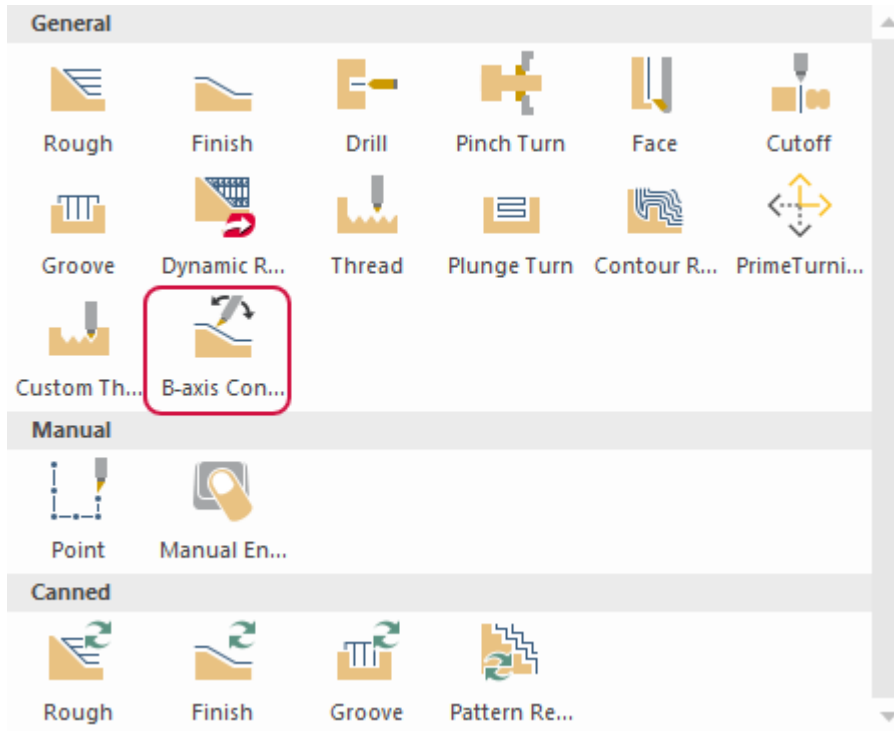 General
Rough Finish Drill Pinch Turn Face Cutoff
Groove Dynamic R... Thread Plunge Turn Contour R... PrimeTurni...
Custom Th... B-axis Con...
Manual
Point Manual En...
Canned
Rough Finish Groove Pattern Re...